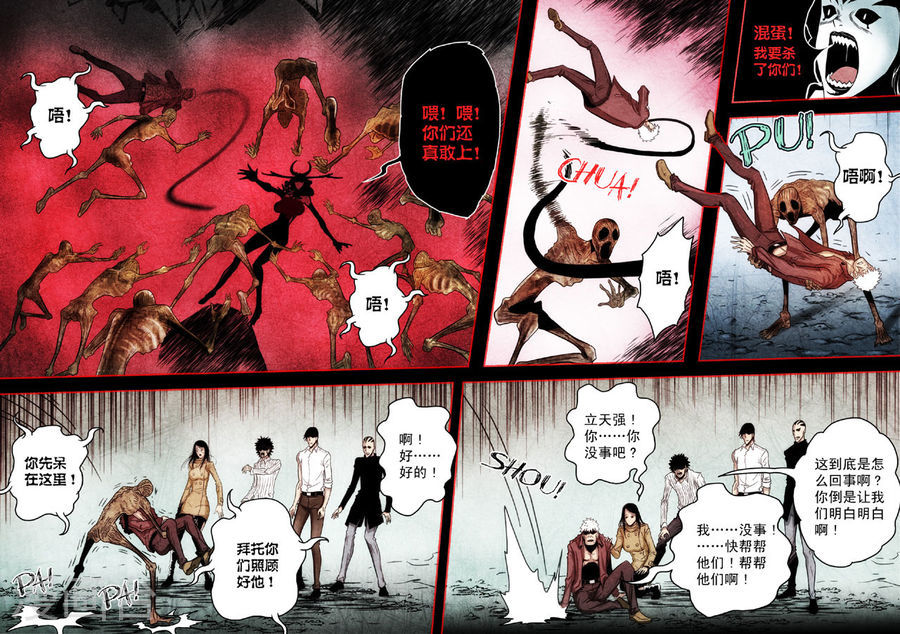 唔！
喂！喂！
你们还
真敢上！
唔！
CHUA!
唔！
混蛋！
我要杀
了你们！
PU!
唔啊！
你先呆
在这里！
PA!
PA!
拜托你
们照顾
好他！
啊！
好……
好的！
SHOU!
立天强！
你……你
没事吧？
我……没事！
……快帮帮
他们！帮帮
他们啊！
这到底是怎
么回事啊？
你倒是让我
们明白明白
啊！